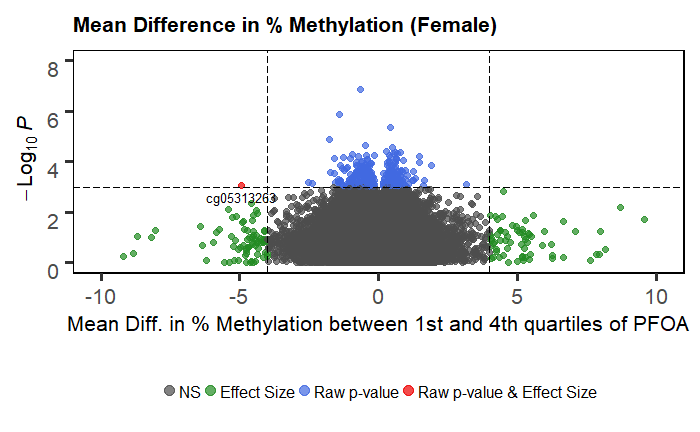 Mean Difference in % Methylation (Female)
8
6
4
2
0
− Log10 P
cg05313263
-10 -5 0 5 10
Mean Diff. in % Methylation between 1st and 4th quartiles of PFOA
NS Effect Size Raw p-value Raw p-value & Effect Size